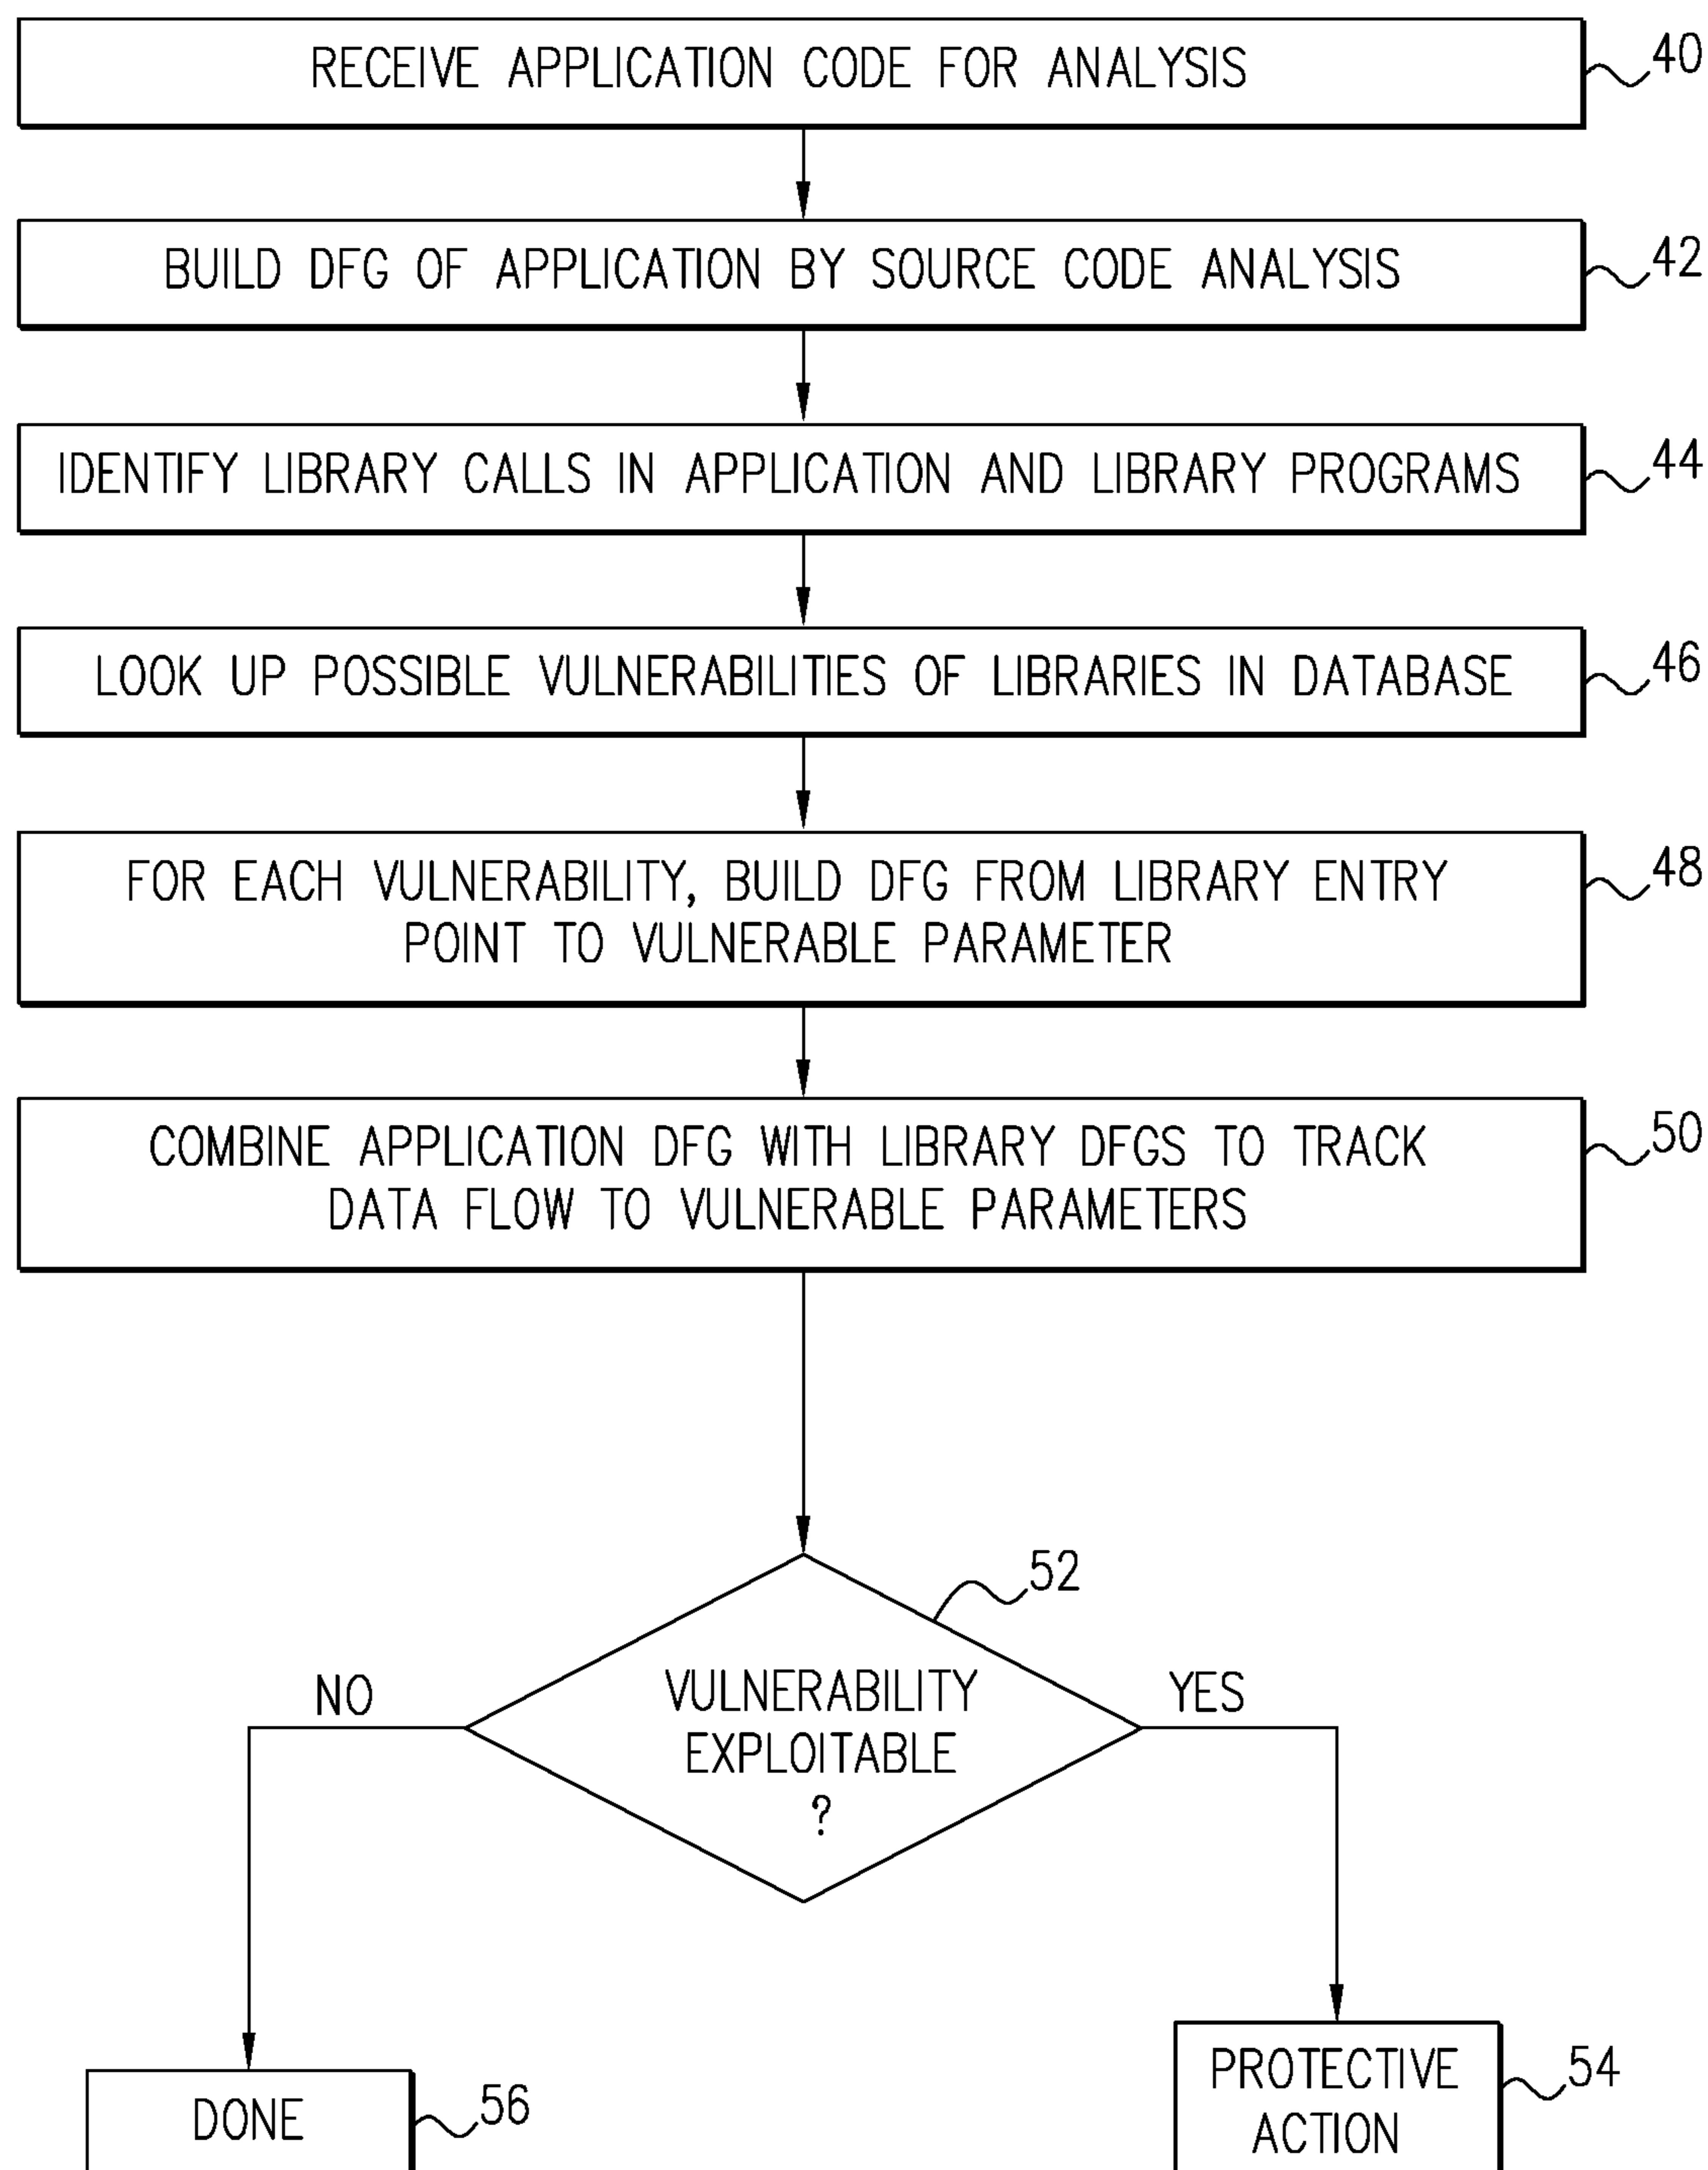 RECEIVE APPLICATION CODE FOR ANALYSIS
40
BUILD DFG OF APPLICATION BY SOURCE CODE ANALYSIS
42
IDENTIFY LIBRARY CALLS IN APPLICATION AND LIBRARY PROGRAMS
44
LOOK UP POSSIBLE VULNERABILITIES OF LIBRARIES IN DATABASE
46
FOR EACH VULNERABILITY, BUILD DFG FROM LIBRARY ENTRY
POINT TO VULNERABLE PARAMETER
48
COMBINE APPLICATION DFG WITH LIBRARY DFGS TO TRACK
DATA FLOW TO VULNERABLE PARAMETERS
50
52
NO
VULNERABILITY
EXPLOITABLE
?
YES
PROTECTIVE
ACTION
54
DONE
56